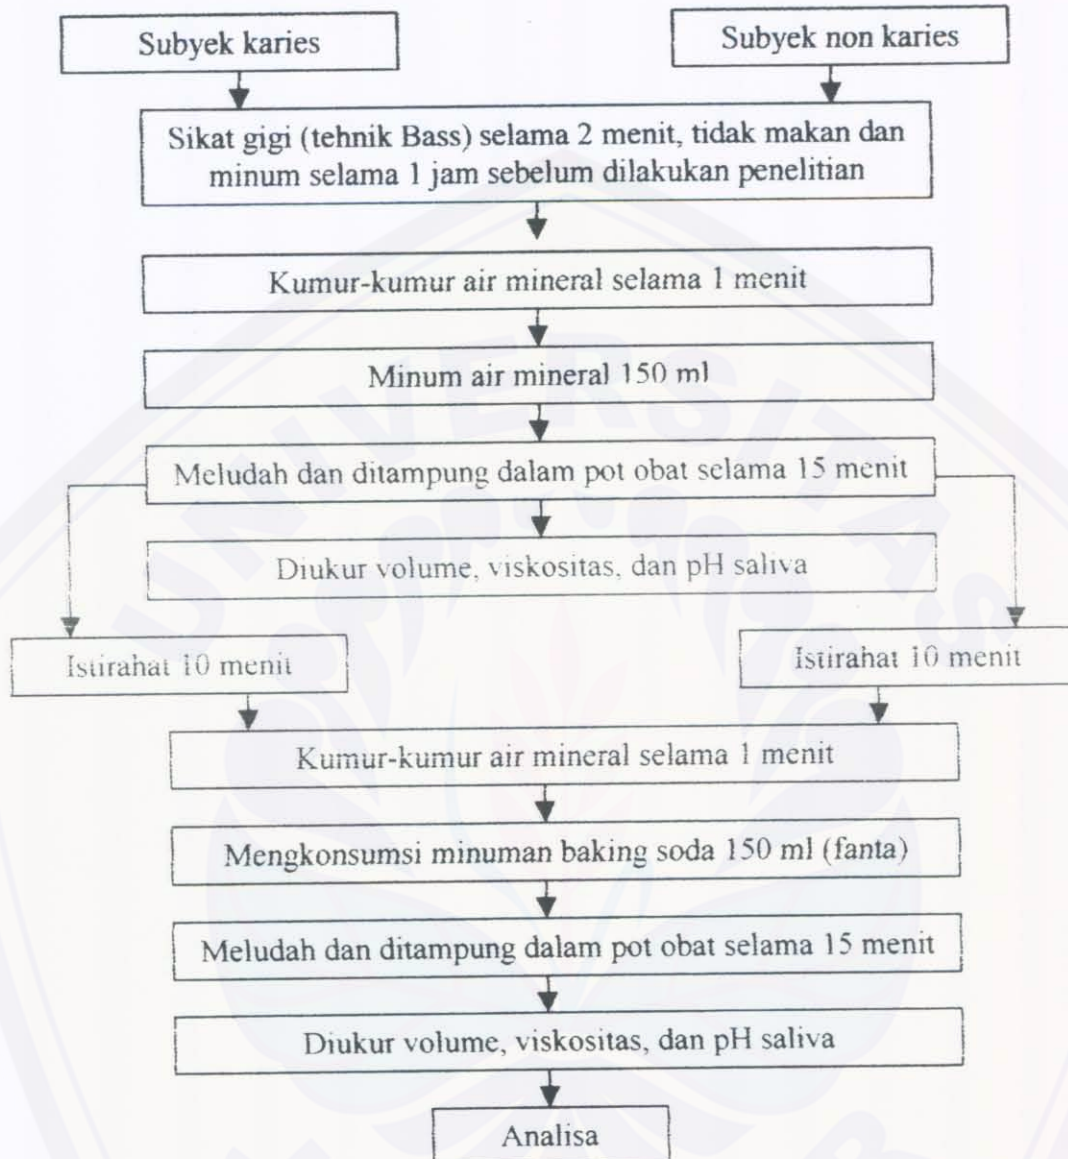 Subyek karies
Subyek non karies
Sikat gigi (tehnik Bass) selama 2 menit, tidak makan dan
minum selama 1 jam sebelum dilakukan penelitian
Kumur-kumur air mineral selama 1 menit
Minum air mineral 150 ml
Meludah dan ditampung dalam pot obat selama 15 menit
Diukur volume, viskositas, dan pH saliva
Istirahat 10 menit
Istirahat 10 menit
Kumur-kumur air mineral selama 1 menit
Mengkonsumsi minuman baking soda 150 ml (fanta)
Meludah dan ditampung dalam pot obat selama 15 menit
Diukur volume, viskositas, dan pH saliva
Analisa
UNIVERSITAS